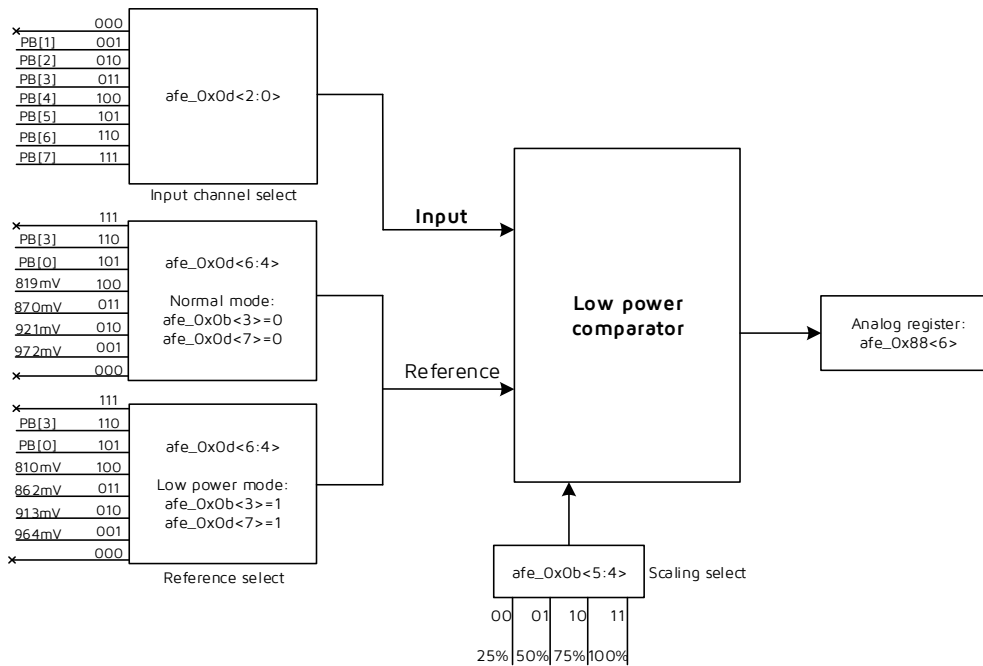 000
PB[1] 001
PB[2] 010
PB[3] 011
PB[4] 100
PB[5] 101
PB[6] 110
PB[7] 111
afe_0x0d<2:0>
Input channel select
111
PB[3] 110
PB[0] 101
819mV 100
870mV 011
921mV 010
972mV 001
000
afe_0x0d<6:4>
Normal mode:
afe_0x0b<3>=0
afe_0x0d<7>=0
111
PB[3] 110
PB[0] 101
810mV 100
862mV 011
913mV 010
964mV 001
000
afe_0x0d<6:4>
Low power mode:
afe_0x0b<3>=1
afe_0x0d<7>=1
Reference select
Input
Reference
Low power
comparator
Analog register:
afe_0x88<6>
afe_0x0b<5:4>
Scaling select
00 01 10 11
25% 50% 75% 100%